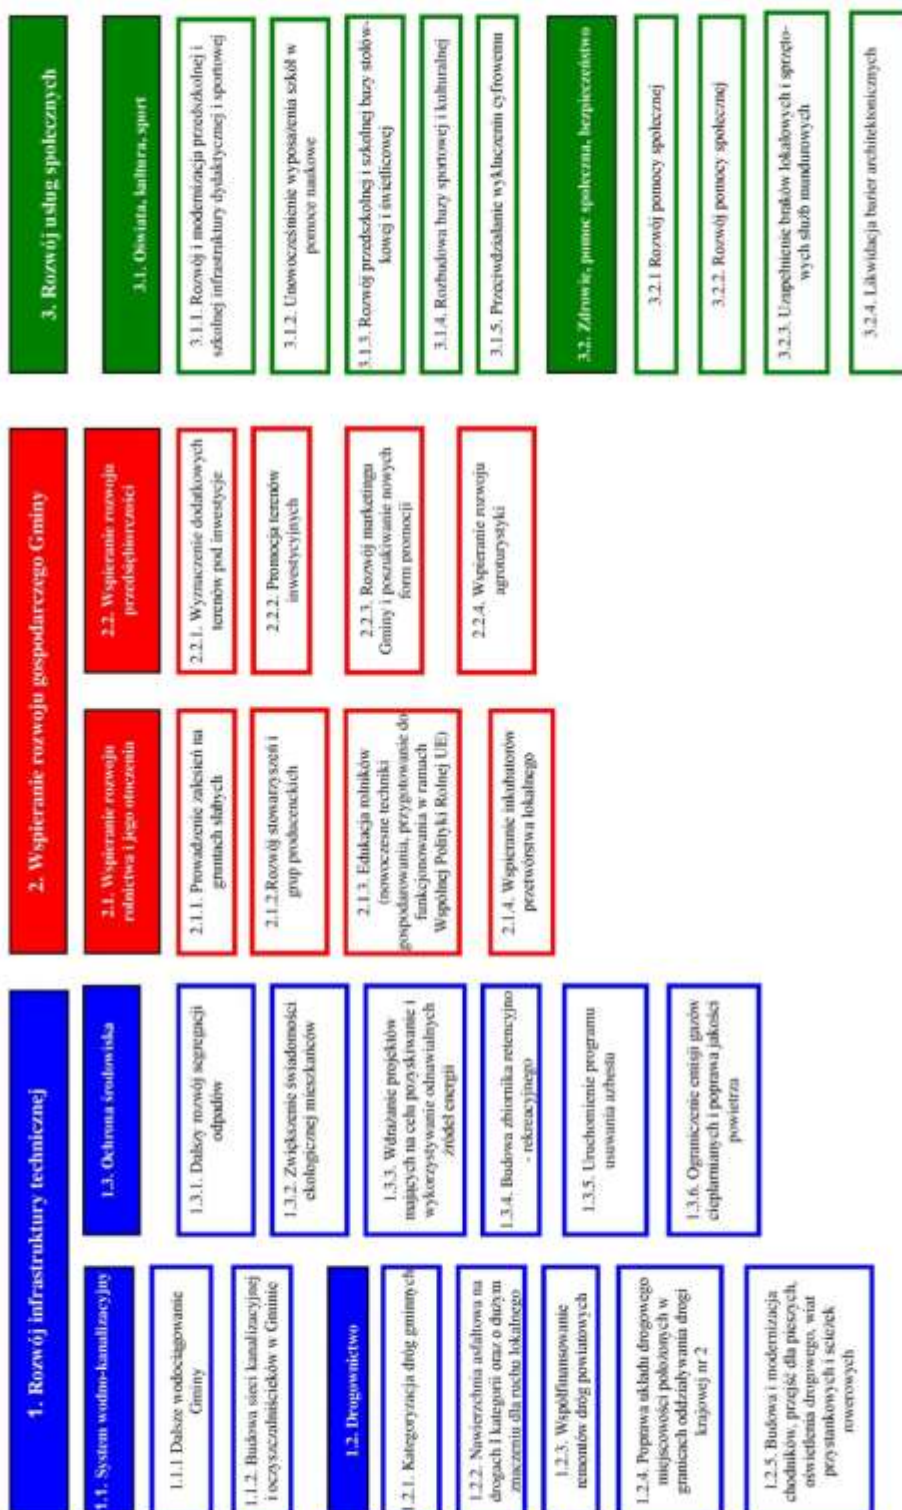 1. Rozwój infrastruktury technicznej
1.1. System wodno-kanalizacyjny
1.1.1 Dalsze wodociągowanie
Gminy
1.1.2. Budowa sieci kanalizacyjnej
i oczyszczalniścieków w Gminie
1.2. Drogownictwo
1.2.1. Kategoryzacja dróg gminnych
1.2.2. Nawierzchnia asfaltowa na
drogach I kategorii oraz o dużym
znaczeniu dla ruchu lokalnego
1.2.3. Współfinansowanie
remontów dróg powiatowych
1.2.4. Poprawa układu drogowego
miejscowości położonych w
granicach oddziaływania drogi
krajowej nr 2
1.2.5. Budowa i modernizacja
chodników, przejść dla pieszych,
oświetlenia drogowego, wiat
przystankowych i scieżek
rowerowych
1.3. Ochrona środowiska
1.3.1. Dalszy rozwój segregacji
odpadów
1.3.2. Zwiększenie świadomości
ekologicznej mieszkańców
1.3.3. Wdrażanie projektów
mających na celu pozyskiwanie i
wykorzystywanie odnawialnych
źródeł energii
1.3.4. Budowa zbiornika retencyjno
- rekreacyjnego
1.3.5. Uruchomienie programu
usuwania azbestu
1.3.6. Ograniczenie emisji gazów
cieplarnianych i poprawa jakości
powietrza
2. Wspieranie rozwoju gospodarczego Gminy
2.1. Wspieranie rozwoju
rolnictwa i jego otoczenia
2.1.1. Prowadzenie zalesień na
gruntach słabych
2.1.2.Rozwój stowarzyszeń i
grup producenckich
2.1.3. Edukacja rolników
(nowoczesne techniki
gospodarowania, przygotowanie do
funkcjonowania w ramach
Wspólnej Polityki Rolnej UE)
2.1.4. Wspieranie inkubatorów
przetwórstwa lokalnego
2.2. Wspieranie rozwoju
przedsiębiorczości
2.2.1. Wyznaczenie dodatkowych
terenów pod inwestycje
2.2.2. Promocja terenów
inwestycyjnych
2.2.3. Rozwój marketingu
Gminy i poszukiwanie nowych
form promocji
2.2.4. Wspieranie rozwoju
agroturystyki
3. Rozwój usług społecznych
3.1. Oświata, kultura, sport
3.1.1. Rozwój i modernizacja przedszkolnej i
szkolnej infrastruktury dydaktycznej i sportowej
3.1.2. Unowocześnienie wyposażenia szkół w
pomoce naukowe
3.1.3. Rozwój przedszkolnej i szkolnej bazy stołów-
kowej i świetlicowej
3.1.4. Rozbudowa bazy sportowej i kulturalnej
3.1.5. Przeciwdziałanie wykluczeniu cyfrowemu
3.2. Zdrowie, pomoc społeczna, bezpieczeństwo
3.2.1 Rozwój pomocy społecznej
3.2.2. Rozwój pomocy społecznej
3.2.3. Uzupełnienie braków lokalowych i sprzęto-
wych służb mundurowych
3.2.4. Likwidacja barier architektonicznych